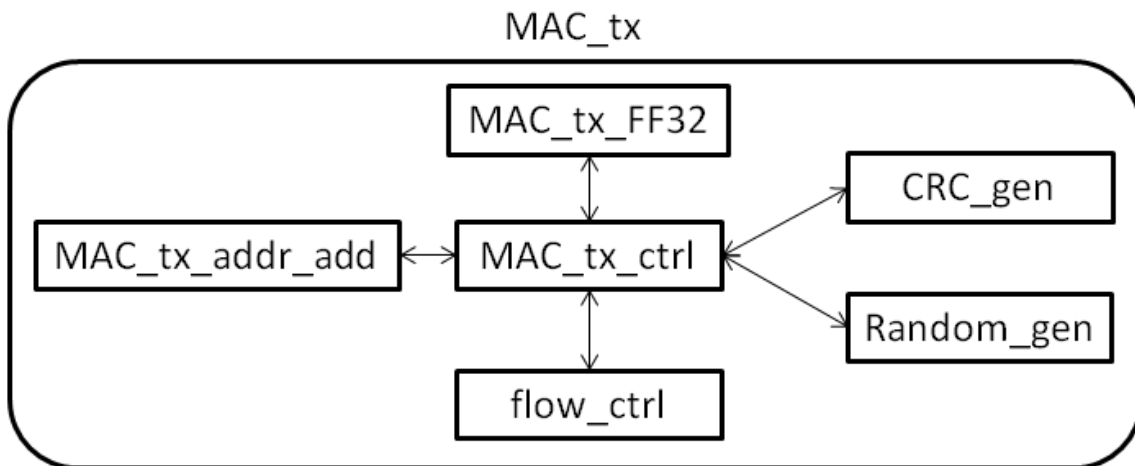 MAC_tx
MAC_tx_FF32
CRC_gen
MAC_tx_addr_add
MAC_tx_ctrl
Random_gen
flow_ctrl